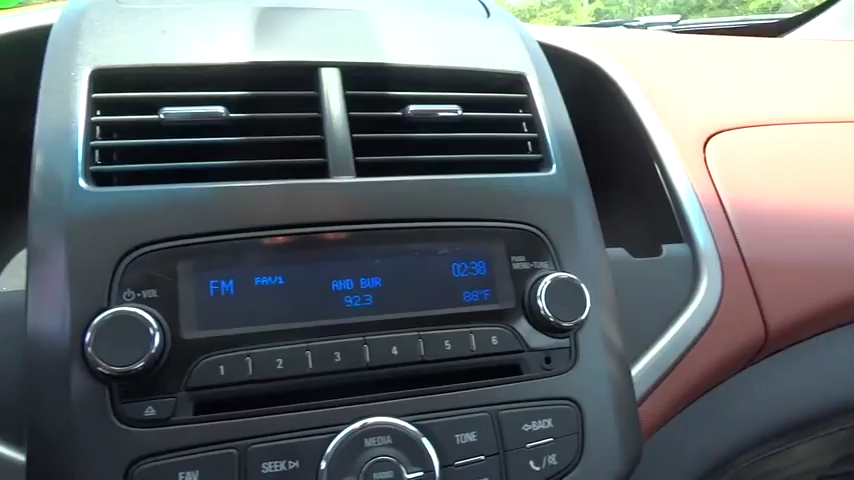 PUSH
MENU-TUNE
FM FAV1 AND BUR 02:38
92.3 88°F
VOL
1 2 3 4 5 6
MEDIA
FAV SEEK TONE BACK